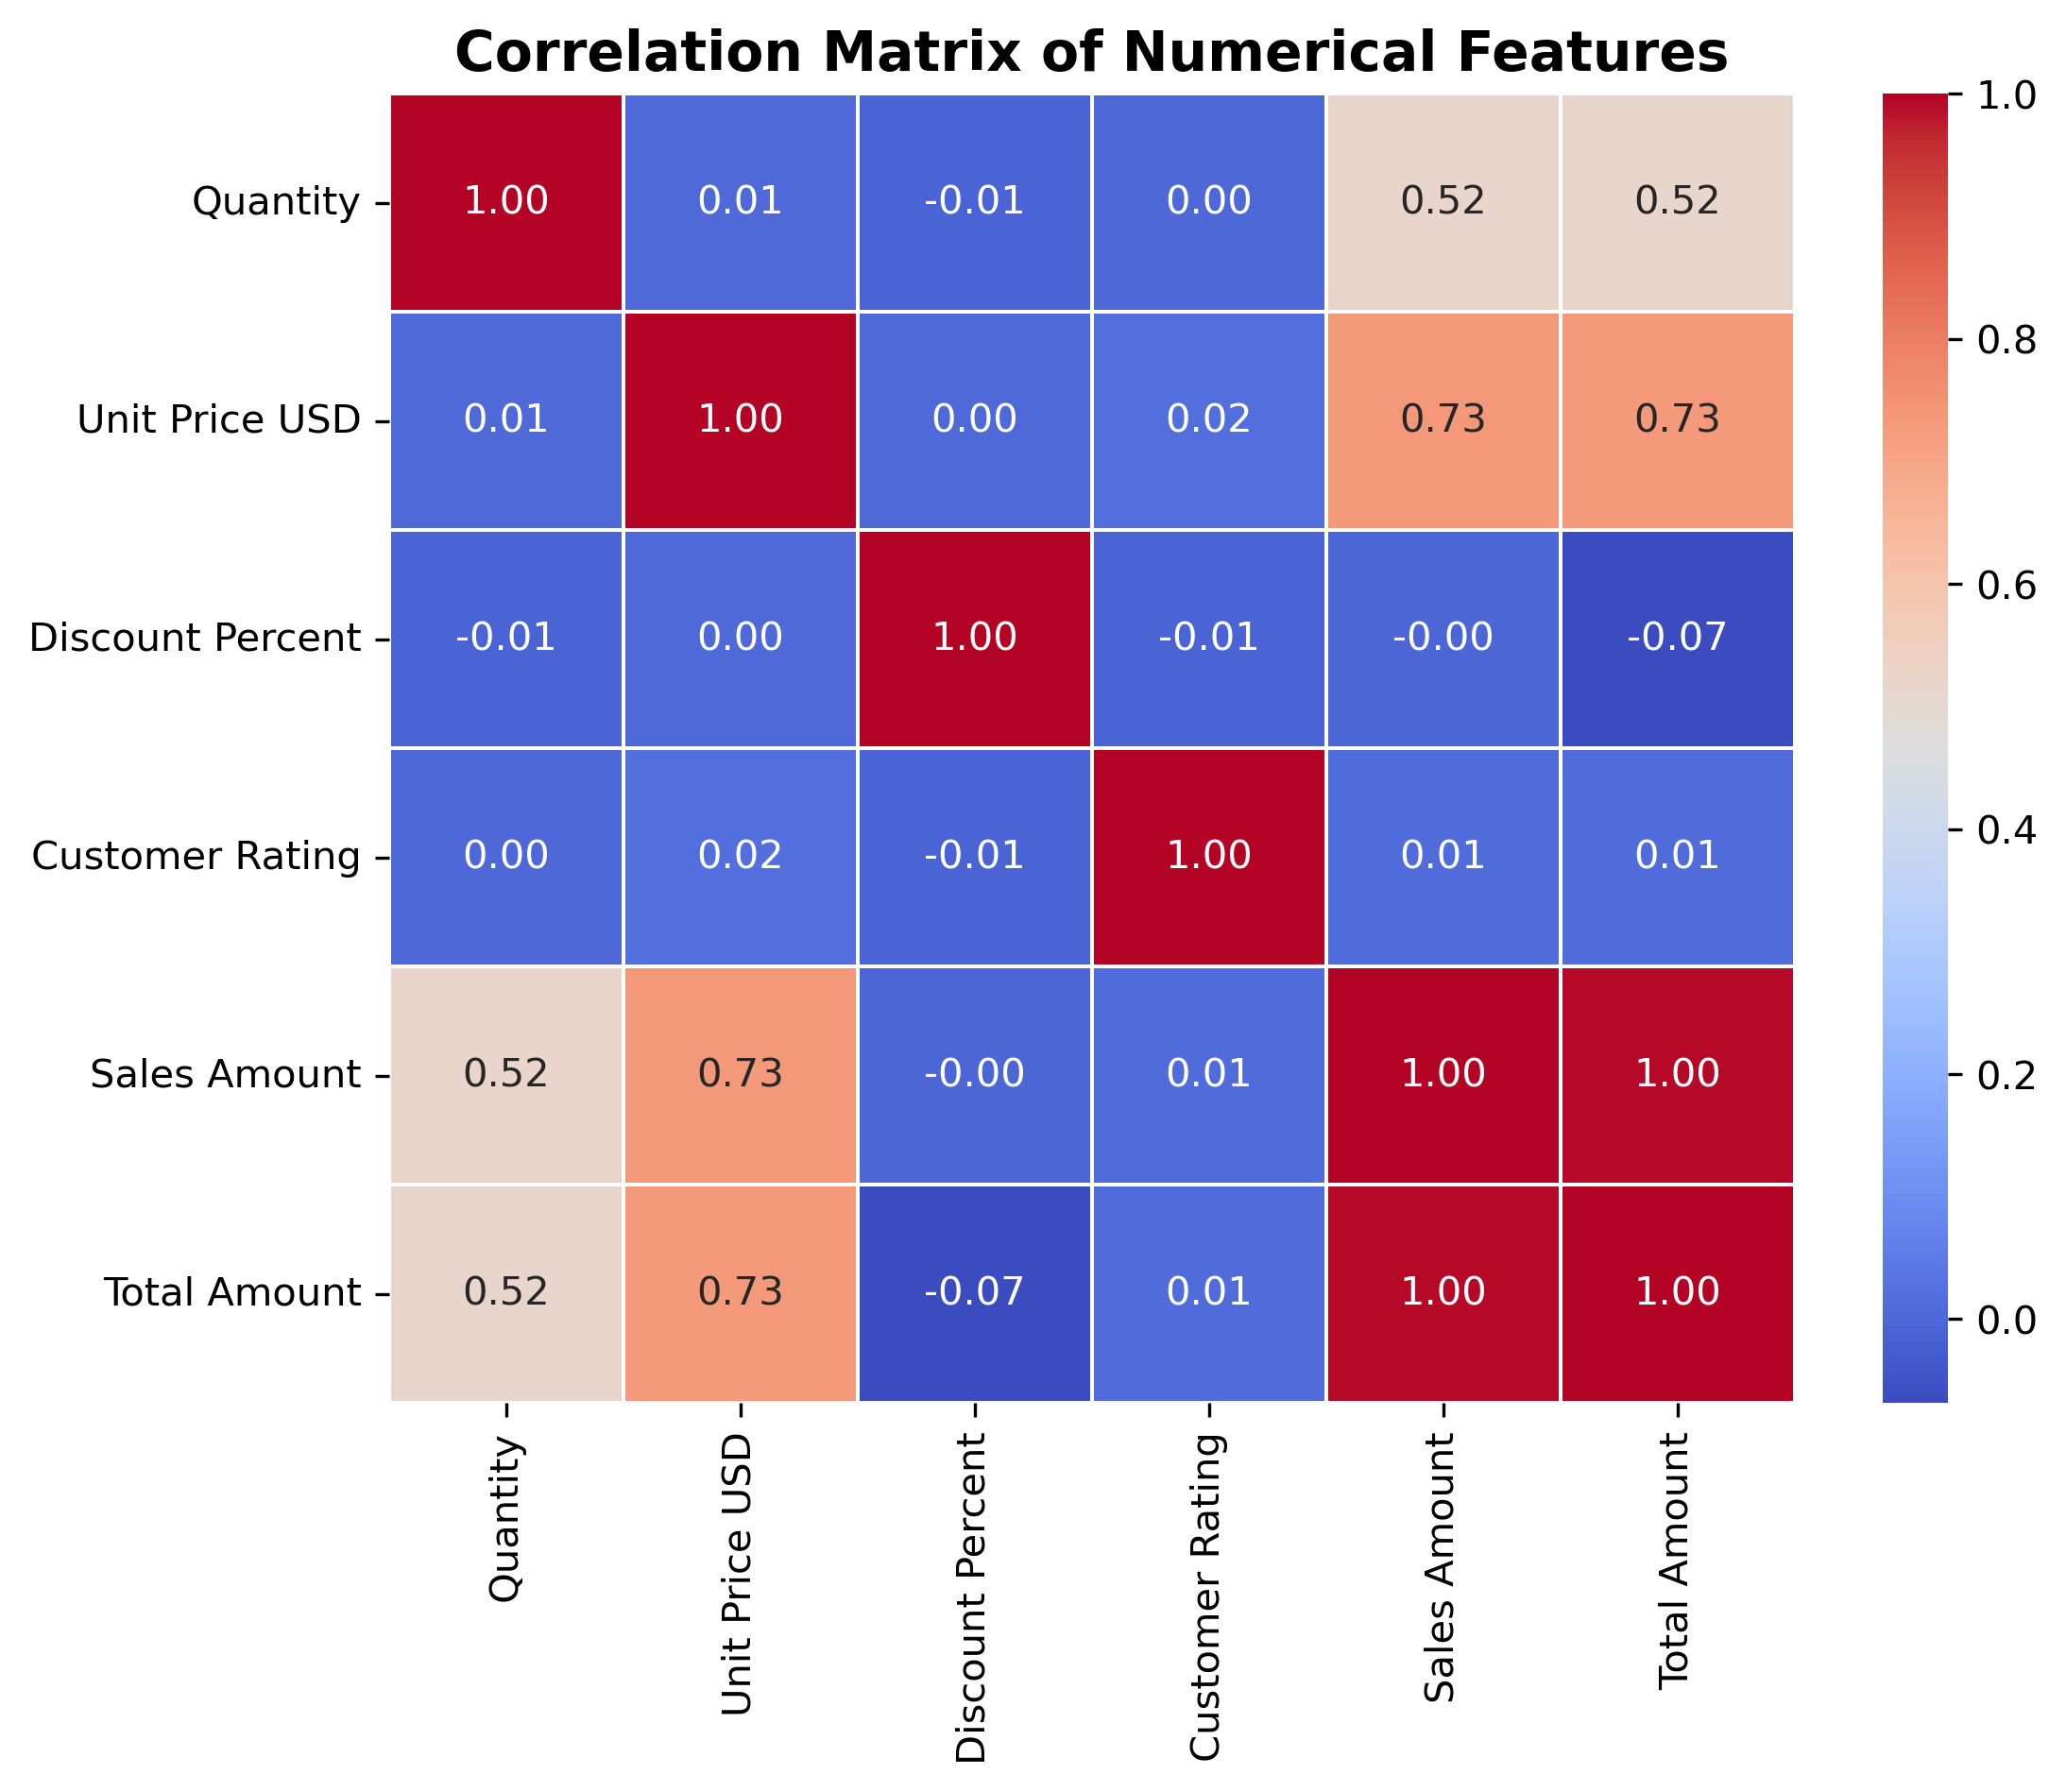 Correlation Matrix of Numerical Features
Quantity 1.00 0.01 -0.01 0.00 0.52 0.52
Unit Price USD 0.01 1.00 0.00 0.02 0.73 0.73
Discount Percent -0.01 0.00 1.00 -0.01 -0.00 -0.07
Customer Rating 0.00 0.02 -0.01 1.00 0.01 0.01
Sales Amount 0.52 0.73 -0.00 0.01 1.00 1.00
Total Amount 0.52 0.73 -0.07 0.01 1.00 1.00
Quantity
Unit Price USD
Discount Percent
Customer Rating
Sales Amount
Total Amount
1.0
0.8
0.6
0.4
0.2
0.0